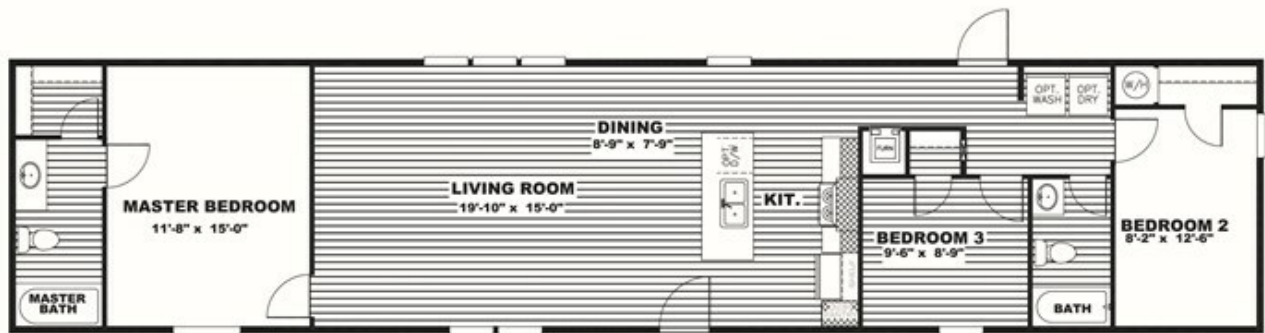 OPT.
WASH
OPT.
DRY
W/H
DINING
8'-9" x 7'-9"
OPT.
D/W
FURN
LIVING ROOM
19'-10" x 15'-0"
KIT.
MASTER BEDROOM
11'-8" x 15'-0"
BEDROOM 2
8'-2" x 12'-6"
BEDROOM 3
9'-6" x 8'-9"
MASTER
BATH
BATH